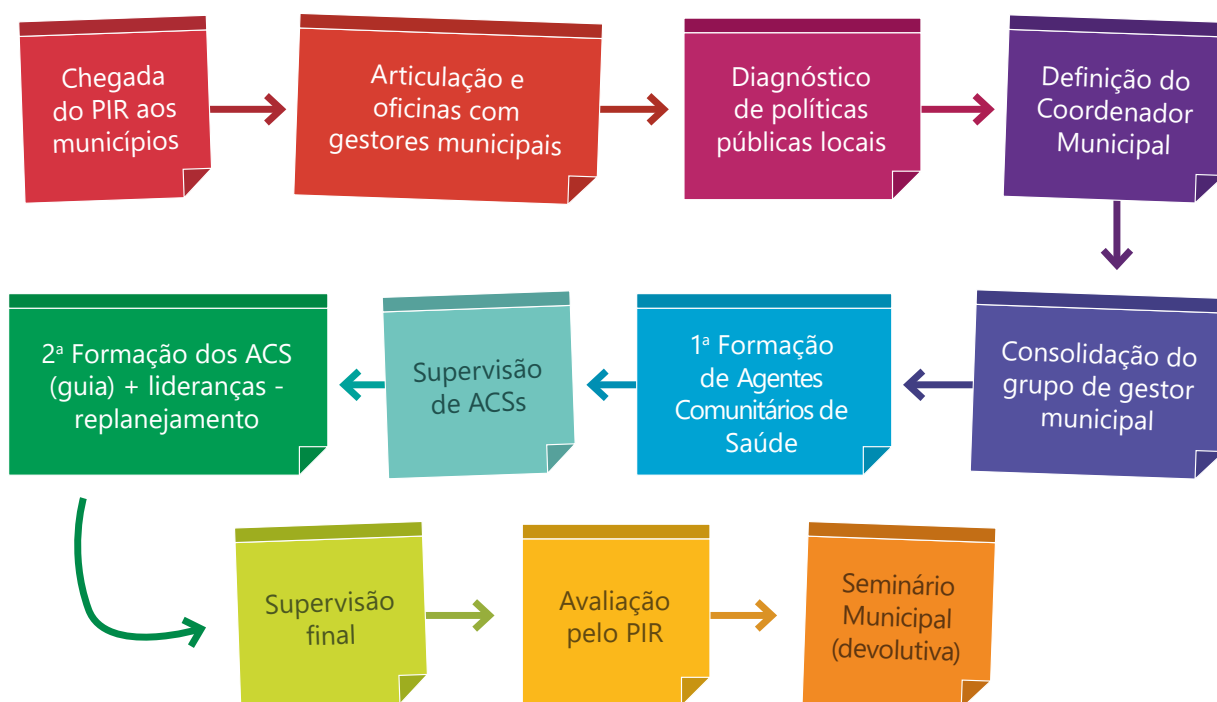 Chegada
do PIR aos
municípios
Articulação e
oficinas com
gestores municipais
Diagnóstico
de políticas
públicas locais
Definição do
Coordenador
Municipal
Consolidação do
grupo de gestor
municipal
1ª Formação
de Agentes
Comunitários de
Saúde
Supervisão
de ACSs
2ª Formação dos ACS
(guia) + lideranças -
replanejamento
Supervisão
final
Avaliação
pelo PIR
Seminário
Municipal
(devolutiva)